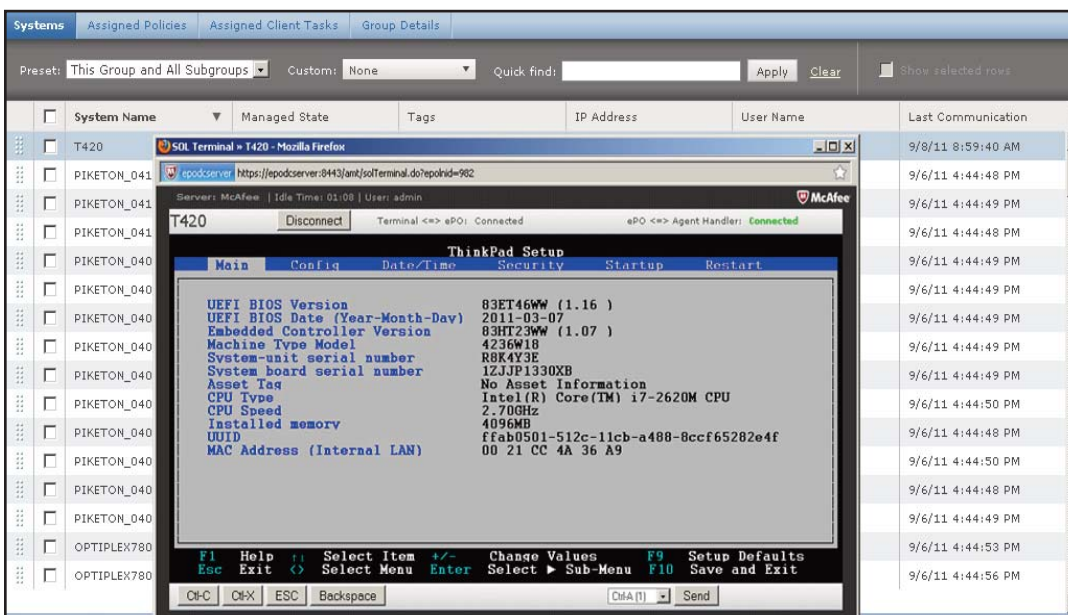 Systems Assigned Policies Assigned Client Tasks Group Details
Preset: This Group and All Subgroups Custom: None Quick find: Apply Clear Show selected rows
System Name Managed State Tags IP Address User Name Last Communication
T420 9/8/11 8:59:40 AM
SOL Terminal » T420 - Mozilla Firefox
PIKETON_041 9/6/11 4:44:48 PM
epodcserver https://epodcserver:8443/amt/solTerminal.do?epolnid=982
PIKETON_041 9/6/11 4:44:49 PM
Server: McAfee | Idle Time: 01:08 | User: admin McAfee
T420 Disconnect Terminal <=> ePO: Connected ePO <=> Agent Handler: Connected
PIKETON_041 9/6/11 4:44:48 PM
ThinkPad Setup
PIKETON_040 9/6/11 4:44:49 PM
Main Config Date/Time Security Startup Restart
PIKETON_040 9/6/11 4:44:49 PM
UEFI BIOS Version 83ET46WW (1.16 )
PIKETON_040 9/6/11 4:44:49 PM
UEFI BIOS Date (Year-Month-Day) 2011-03-07
Embedded Controller Version 83HT23WW (1.07 )
PIKETON_040 9/6/11 4:44:49 PM
Machine Type Model 4236W18
System-unit serial number R8K4Y3E
PIKETON_040 9/6/11 4:44:49 PM
System board serial number 1ZJJP1330XB
Asset Tag No Asset Information
PIKETON_040 9/6/11 4:44:50 PM
CPU Type Intel(R) Core(TM) i7-2620M CPU
CPU Speed 2.70GHz
Installed memory 4096MB
PIKETON_040 9/6/11 4:44:48 PM
UUID ffab0501-512c-11cb-a488-8ccf65282e4f
MAC Address (Internal LAN) 00 21 CC 4A 36 A9
PIKETON_040 9/6/11 4:44:50 PM
PIKETON_040 9/6/11 4:44:48 PM
PIKETON_040 9/6/11 4:44:49 PM
OPTIPLEX780 9/6/11 4:44:53 PM
F1 Help ↑↓ Select Item +/- Change Values F9 Setup Defaults
Esc Exit <> Select Menu Enter Select ▶ Sub-Menu F10 Save and Exit
OPTIPLEX780 9/6/11 4:44:56 PM
Ctl-C Ctl-X ESC Backspace Ctrl-A (1) Send